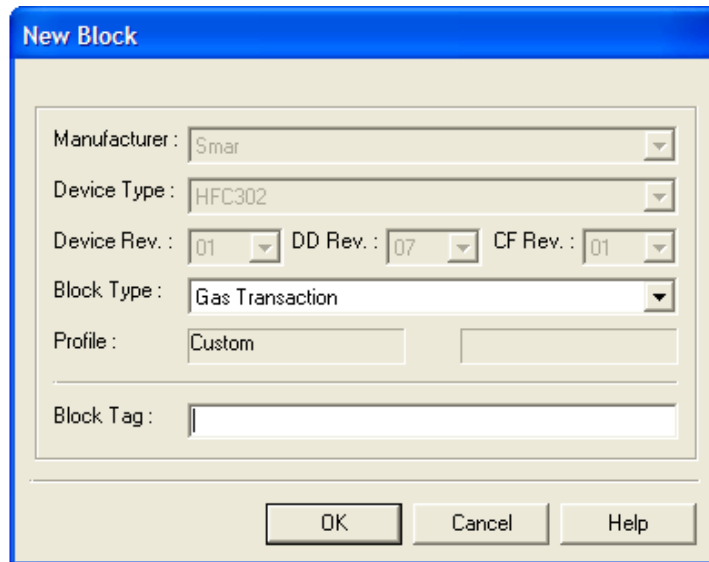 New Block
Manufacturer : Smar
Device Type : HFC302
Device Rev. : 01 DD Rev. : 07 CF Rev. : 01
Block Type : Gas Transaction
Profile : Custom
Block Tag :
OK Cancel Help